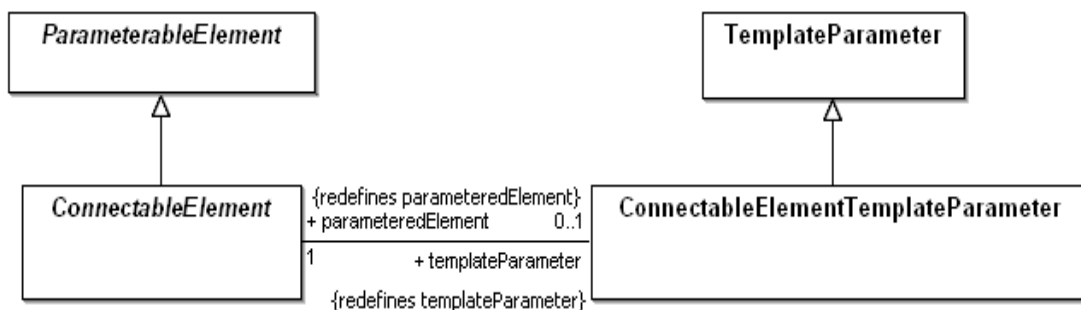 ParameterableElement
TemplateParameter
ConnectableElement
{redefines parameteredElement}
+ parameteredElement 0..1
1 + templateParameter
{redefines templateParameter}
ConnectableElementTemplateParameter